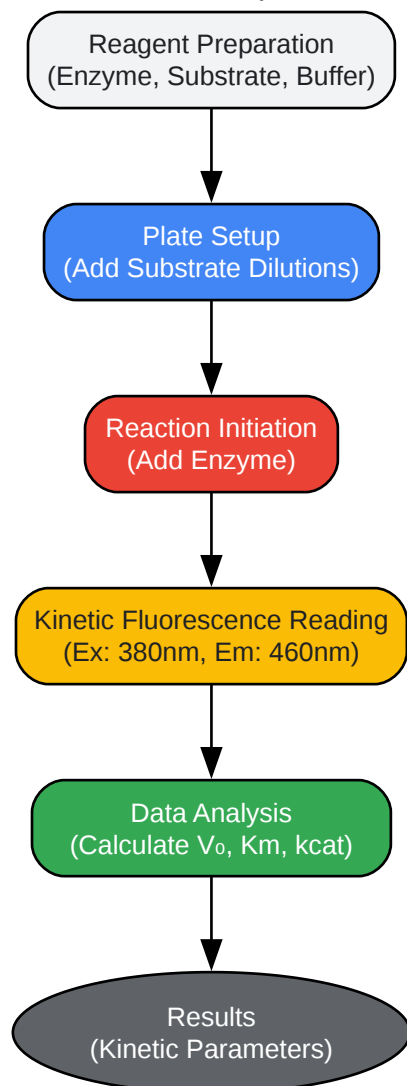 Reagent Preparation
(Enzyme, Substrate, Buffer)
Plate Setup
(Add Substrate Dilutions)
Reaction Initiation
(Add Enzyme)
Kinetic Fluorescence Reading
(Ex: 380nm, Em: 460nm)
Data Analysis
(Calculate V₀, Km, kcat)
Results
(Kinetic Parameters)